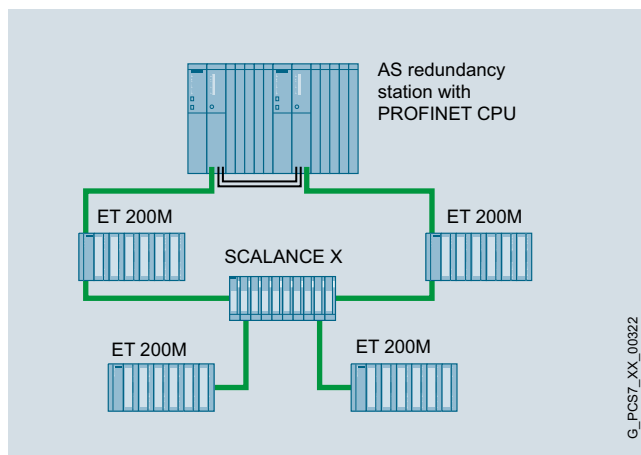 AS redundancy
station with
PROFINET CPU
ET 200M
ET 200M
SCALANCE X
ET 200M
ET 200M
G_PCS7_XX_00322